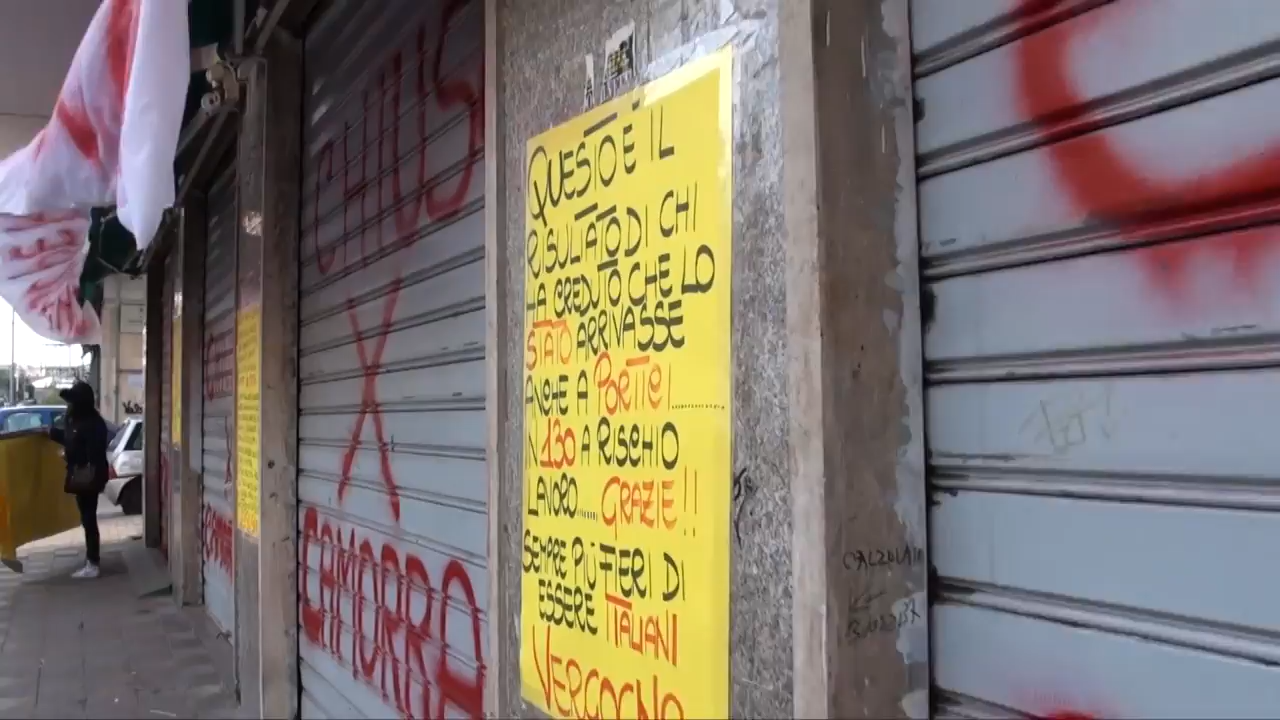 CHIUS
X
CAMORRA
QUESTO È IL
RISULTATO DI CHI
HA CREDUTO CHE LO
STATO ARRIVASSE
ANCHE A PORTICI........
IN 130 A RISCHIO
LAVORO...... GRAZIE!!
SEMPRE PIÙ FIERI DI
ESSERE ITALIANI
VERGOGNO